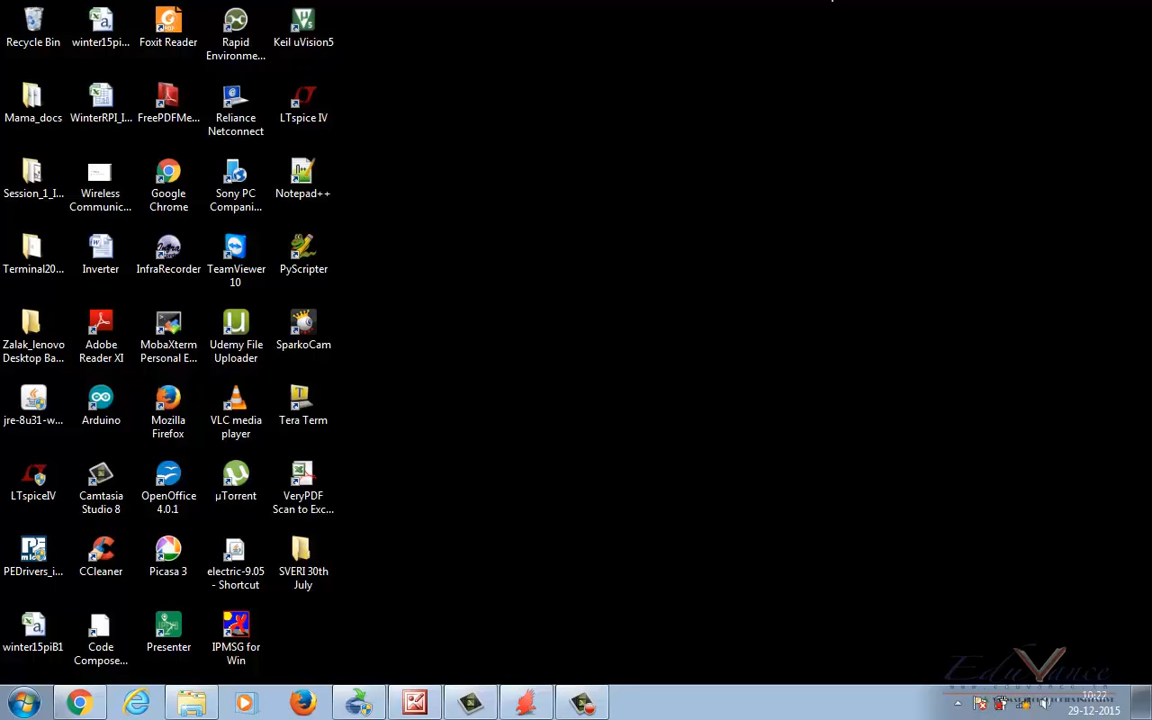 Recycle Bin
winter15pi...
Foxit Reader
Rapid
Environme...
Keil uVision5
Mama_docs
WinterRPI_I...
FreePDFMe...
Reliance
Netconnect
LTspice IV
Session_1_I...
Wireless
Communic...
Google
Chrome
Sony PC
Compani...
Notepad++
Terminal20...
Inverter
InfraRecorder
TeamViewer
10
PyScripter
Zalak_lenovo
Desktop Ba...
Adobe
Reader XI
MobaXterm
Personal E...
Udemy File
Uploader
SparkoCam
jre-8u31-w...
Arduino
Mozilla
Firefox
VLC media
player
Tera Term
LTspiceIV
Camtasia
Studio 8
OpenOffice
4.0.1
µTorrent
VeryPDF
Scan to Exc...
PEDrivers_i...
CCleaner
Picasa 3
electric-9.05
- Shortcut
SVERI 30th
July
winter15piB1
Code
Compose...
Presenter
IPMSG for
Win
EduVance
10:22
29-12-2015